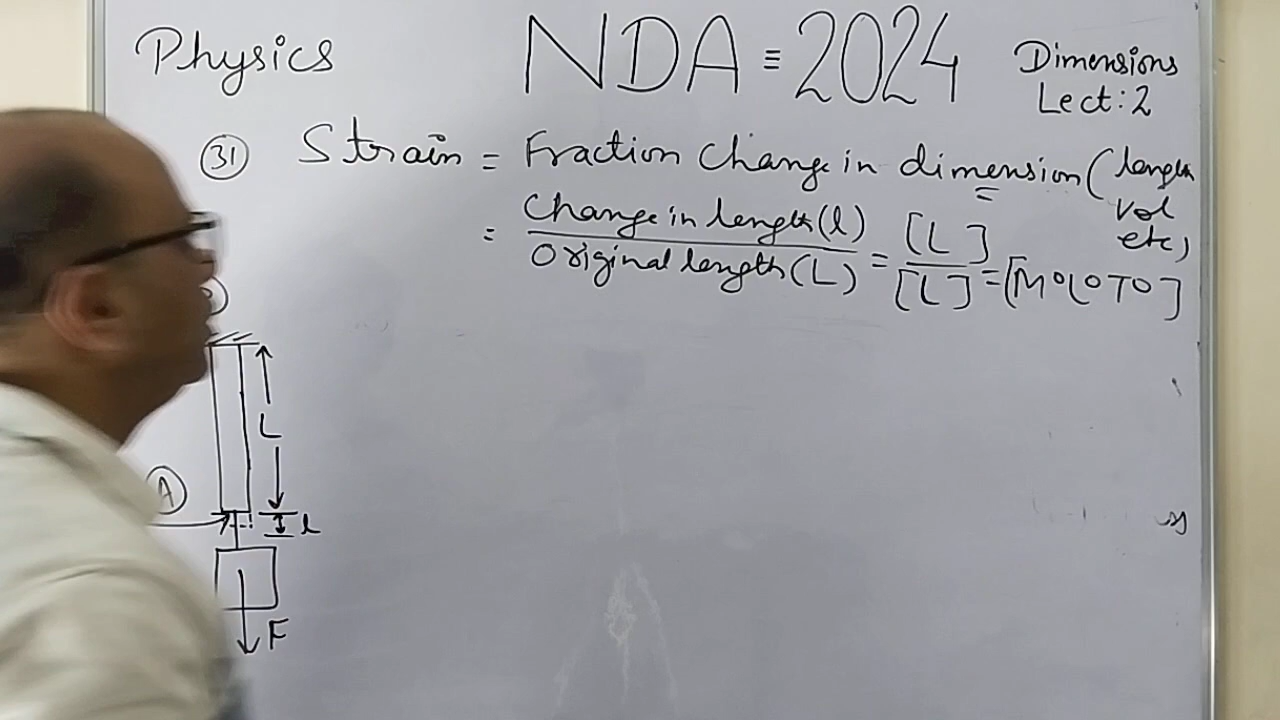 Physics
NDA = 2024
Dimensions
Lect: 2
(31) Strain = Fraction change in dimension (length
vol
etc)
= Change in length (l) / Original length (L) = [L] / [L] = [M0L0T0]
L
A
l
F